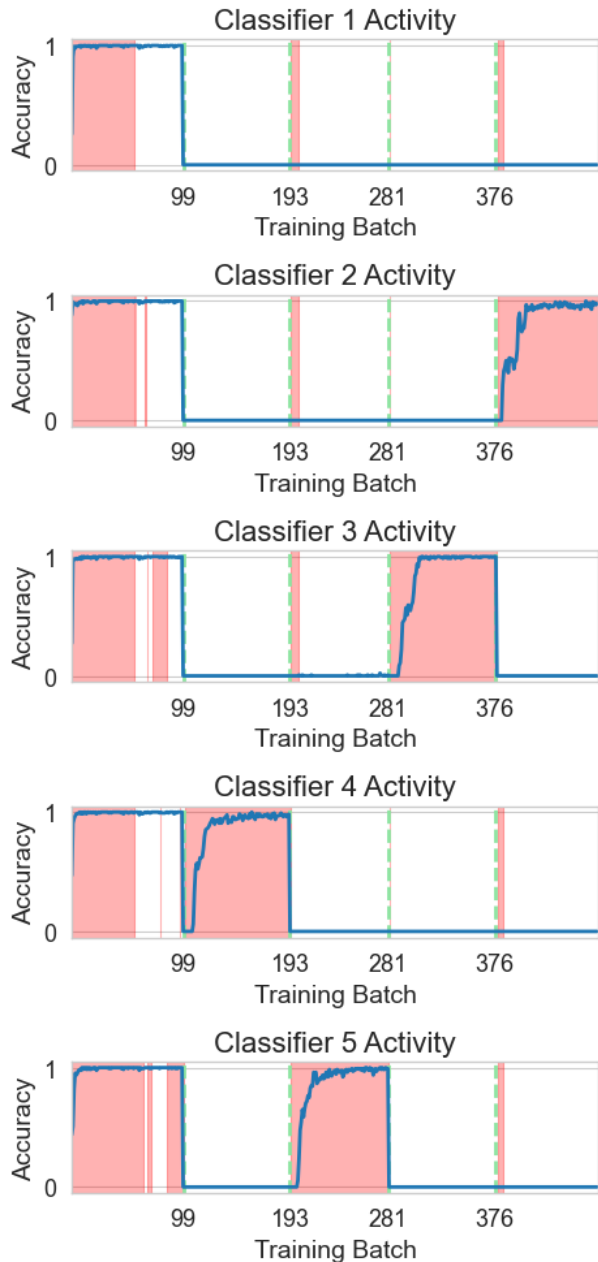 Classifier 1 Activity
1
Accuracy
0
99 193 281 376
Training Batch
Classifier 2 Activity
1
Accuracy
0
99 193 281 376
Training Batch
Classifier 3 Activity
1
Accuracy
0
99 193 281 376
Training Batch
Classifier 4 Activity
1
Accuracy
0
99 193 281 376
Training Batch
Classifier 5 Activity
1
Accuracy
0
99 193 281 376
Training Batch